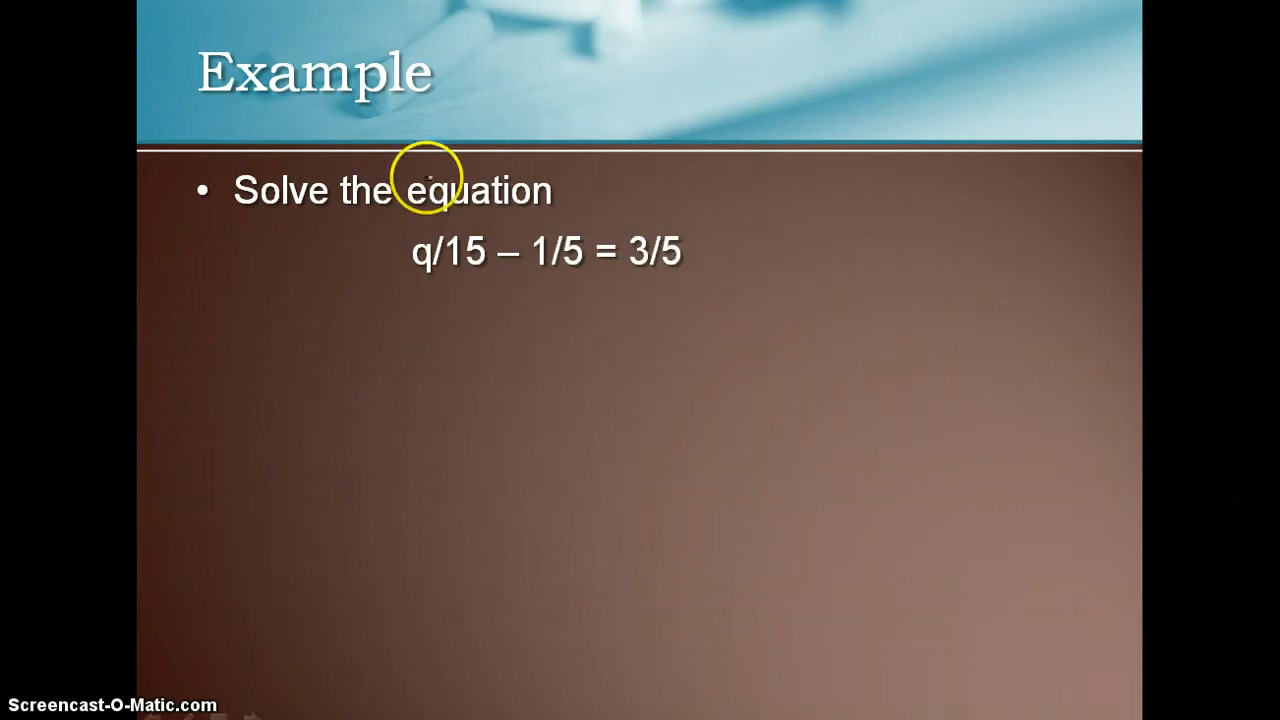 Example
• Solve the equation
q/15 – 1/5 = 3/5
Screencast-O-Matic.com